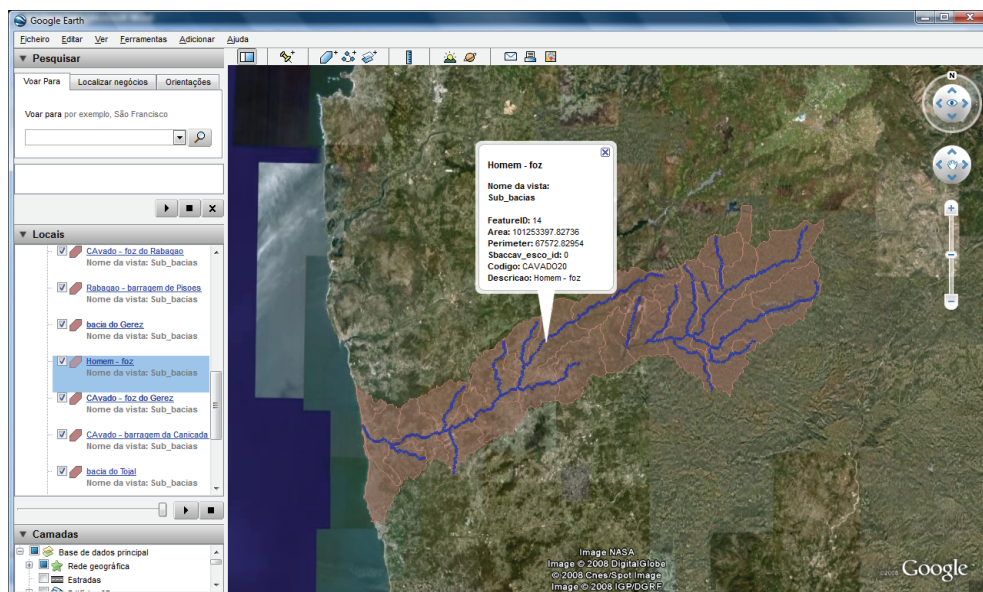 Google Earth
Ficheiro Editar Ver Ferramentas Adicionar Ajuda
Pesquisar
Voar Para Localizar negócios Orientações
Voar para por exemplo, São Francisco
Locais
CAvado - foz do Rabagao
Nome da vista: Sub_bacias
Rabagao - barragem de Pisoes
Nome da vista: Sub_bacias
bacia do Gerez
Nome da vista: Sub_bacias
Homem - foz
Nome da vista: Sub_bacias
CAvado - foz do Gerez
Nome da vista: Sub_bacias
CAvado - barragem da Canicada
Nome da vista: Sub_bacias
bacia do Tojal
Nome da vista: Sub_bacias
Camadas
Base de dados principal
Rede geográfica
Estradas
Homem - foz
Nome da vista:
Sub_bacias
FeatureID: 14
Area: 101253397.82736
Perimeter: 67572.82954
Sbaccav_esco_id: 0
Codigo: CAVADO20
Descricao: Homem - foz
N
Image NASA
Image © 2008 DigitalGlobe
© 2008 Cnes/Spot Image
Image © 2008 IGP/DGRF
©2008 Google